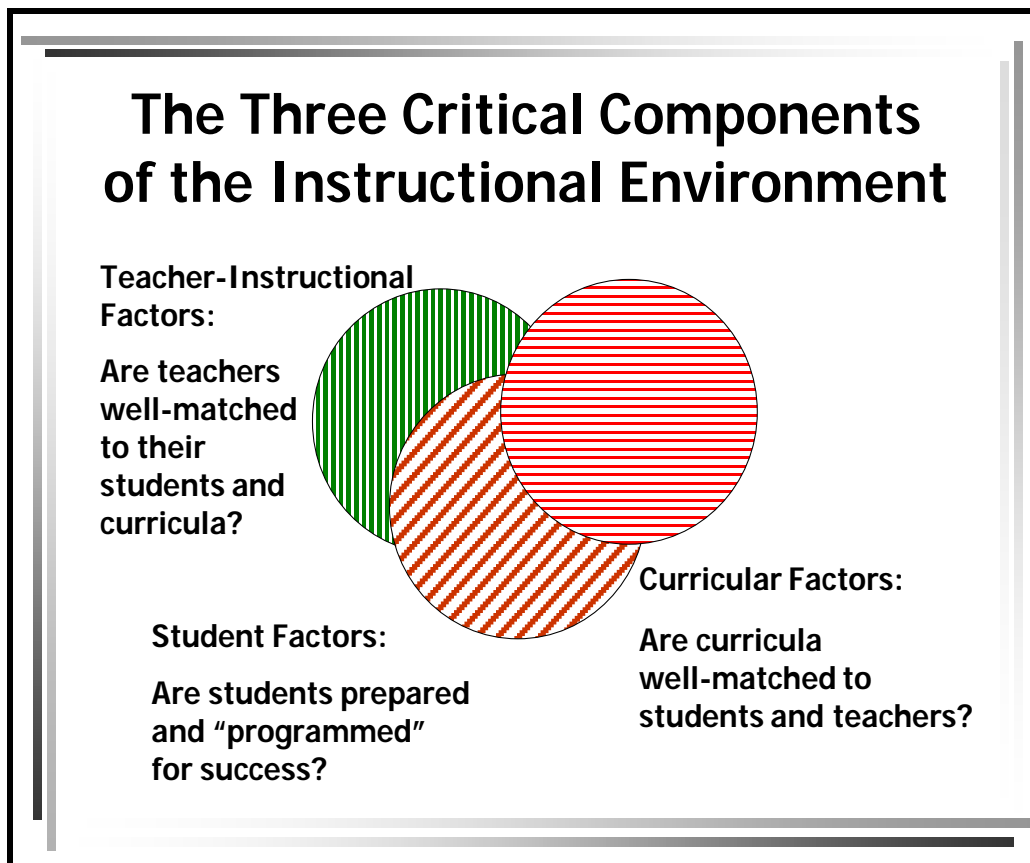 The Three Critical Components
of the Instructional Environment
Teacher-Instructional
Factors:
Are teachers
well-matched
to their
students and
curricula?
Student Factors:
Are students prepared
and “programmed”
for success?
Curricular Factors:
Are curricula
well-matched to
students and teachers?